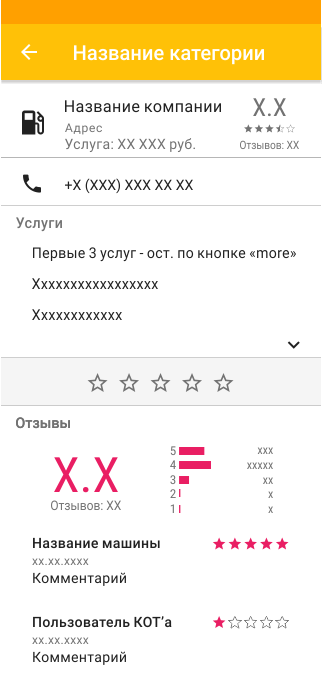 Название категории
Название компании
X.X
Адрес
Услуга: XX XXX руб.
Отзывов: XX
+X (XXX) XXX XX XX
Услуги
Первые 3 услуг - ост. по кнопке «more»
Xxxxxxxxxxxxxxxxx
Xxxxxxxxxxxx
Отзывы
X.X
Отзывов: XX
5 xxx
4 xxxxx
3 xx
2 x
1 x
Название машины
xx.xx.xxxx
Комментарий
Пользователь КОТ’а
xx.xx.xxxx
Комментарий